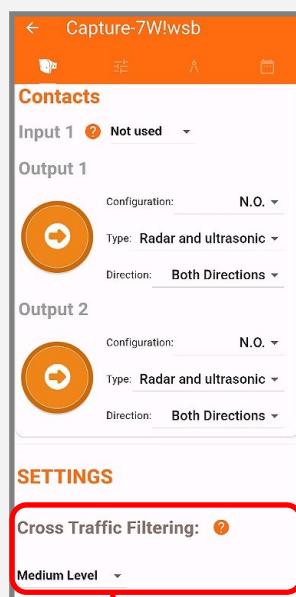 Capture-7W!wsb
Contacts
Input 1 ? Not used
Output 1
Configuration: N.O.
Type: Radar and ultrasonic
Direction: Both Directions
Output 2
Configuration: N.O.
Type: Radar and ultrasonic
Direction: Both Directions
SETTINGS
Cross Traffic Filtering: ?
Medium Level